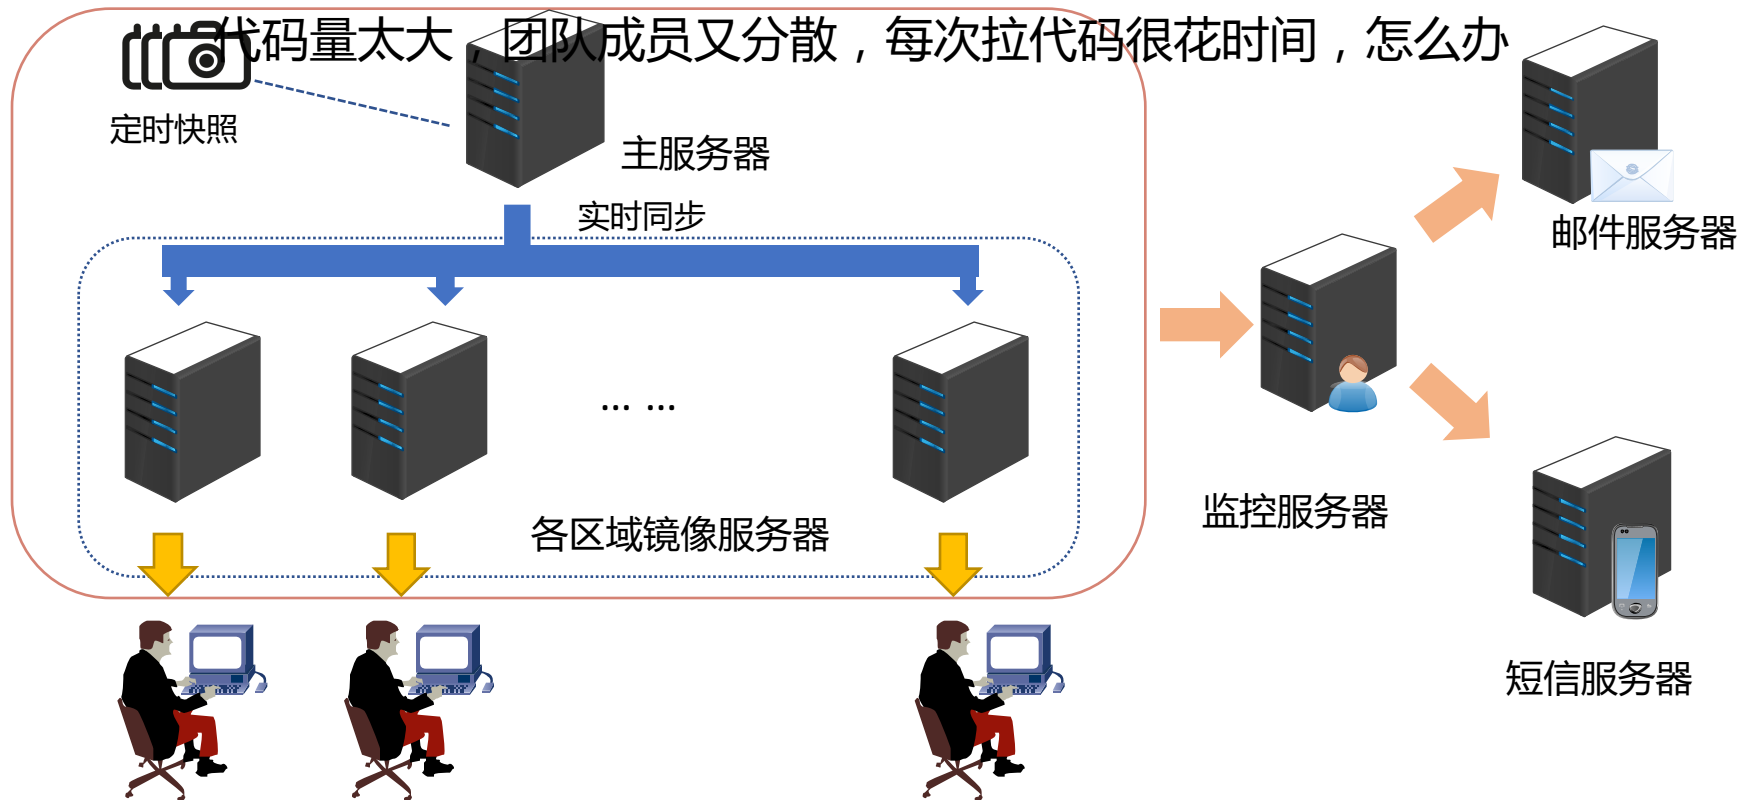 代码量太大，团队成员又分散，每次拉代码很花时间，怎么办
定时快照
主服务器
实时同步
邮件服务器
... ...
各区域镜像服务器
监控服务器
短信服务器